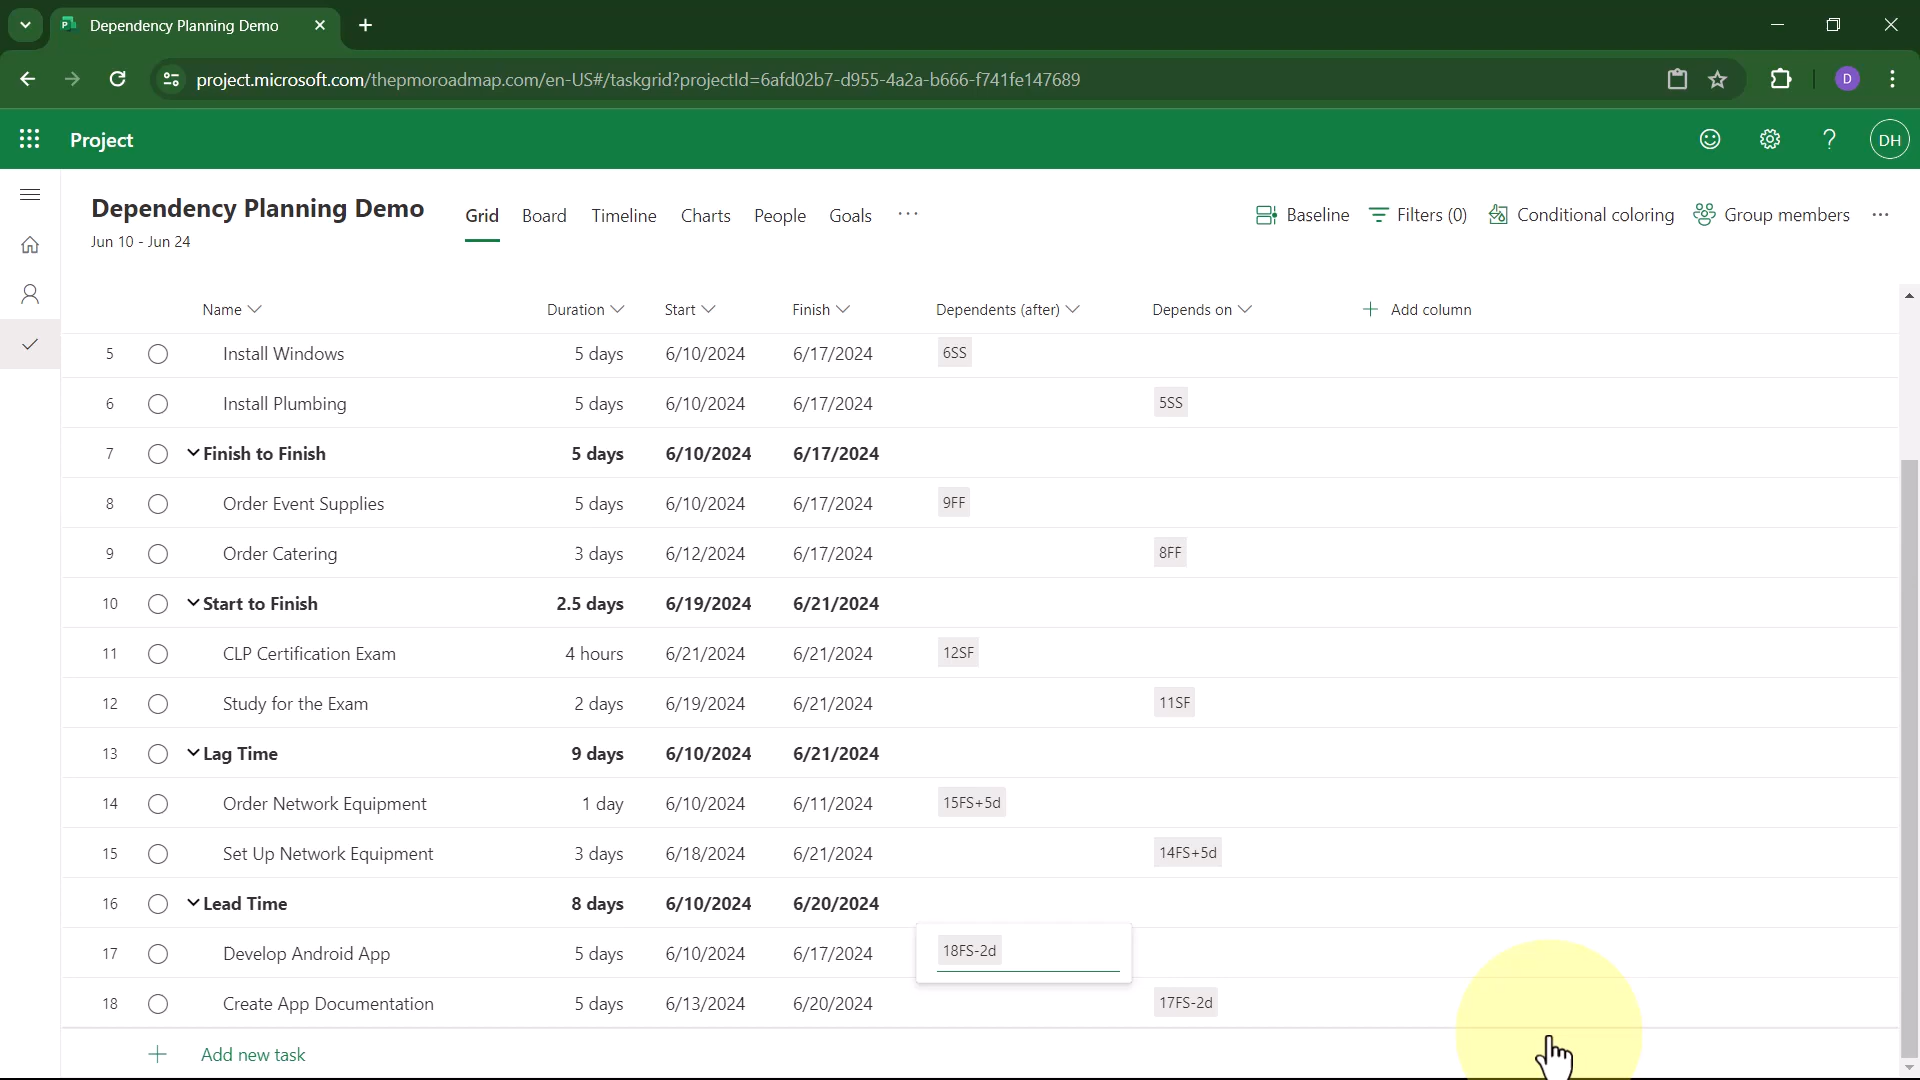 Dependency Planning Demo
project.microsoft.com/thepmoroadmap.com/en-US#/taskgrid?projectId=6afd02b7-d955-4a2a-b666-f741fe147689
D
Project
DH
Dependency Planning Demo
Jun 10 - Jun 24
Grid Board Timeline Charts People Goals
Baseline Filters (0) Conditional coloring Group members
Name Duration Start Finish Dependents (after) Depends on Add column
5 Install Windows 5 days 6/10/2024 6/17/2024 6SS
6 Install Plumbing 5 days 6/10/2024 6/17/2024 5SS
7 Finish to Finish 5 days 6/10/2024 6/17/2024
8 Order Event Supplies 5 days 6/10/2024 6/17/2024 9FF
9 Order Catering 3 days 6/12/2024 6/17/2024 8FF
10 Start to Finish 2.5 days 6/19/2024 6/21/2024
11 CLP Certification Exam 4 hours 6/21/2024 6/21/2024 12SF
12 Study for the Exam 2 days 6/19/2024 6/21/2024 11SF
13 Lag Time 9 days 6/10/2024 6/21/2024
14 Order Network Equipment 1 day 6/10/2024 6/11/2024 15FS+5d
15 Set Up Network Equipment 3 days 6/18/2024 6/21/2024 14FS+5d
16 Lead Time 8 days 6/10/2024 6/20/2024
17 Develop Android App 5 days 6/10/2024 6/17/2024 18FS-2d
18 Create App Documentation 5 days 6/13/2024 6/20/2024 17FS-2d
Add new task